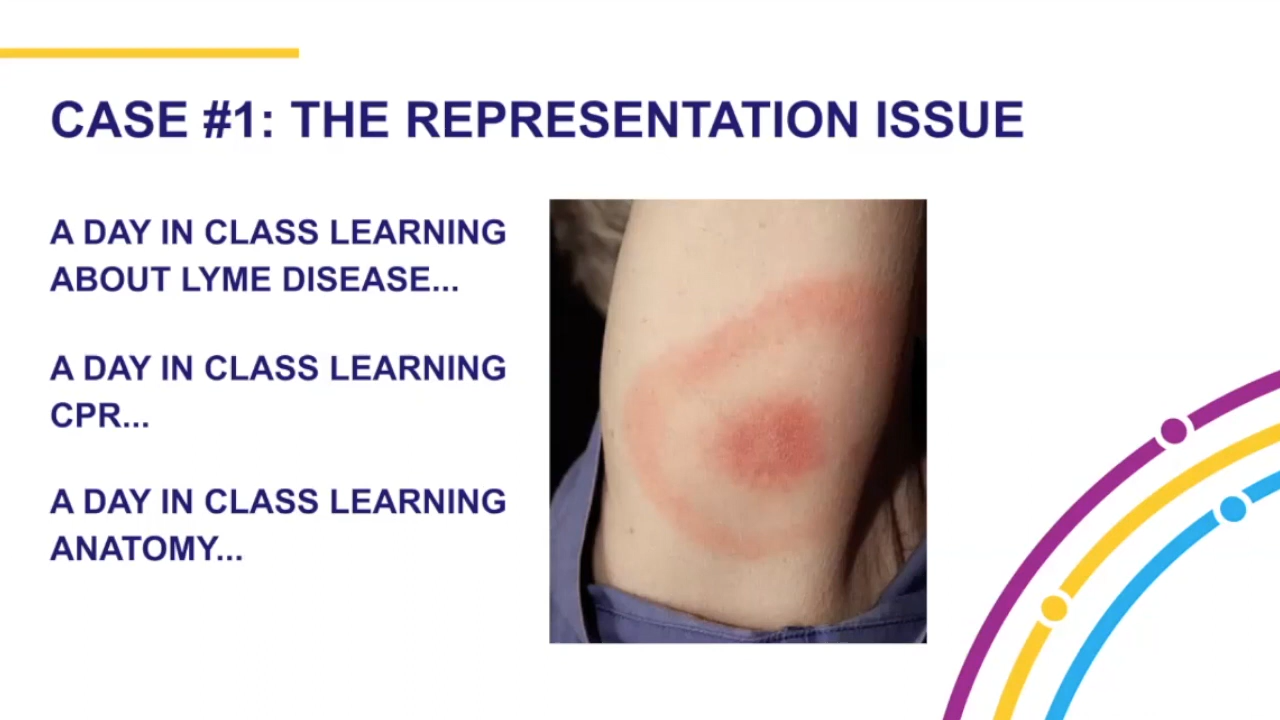 CASE #1: THE REPRESENTATION ISSUE
A DAY IN CLASS LEARNING
ABOUT LYME DISEASE...
A DAY IN CLASS LEARNING
CPR...
A DAY IN CLASS LEARNING
ANATOMY...